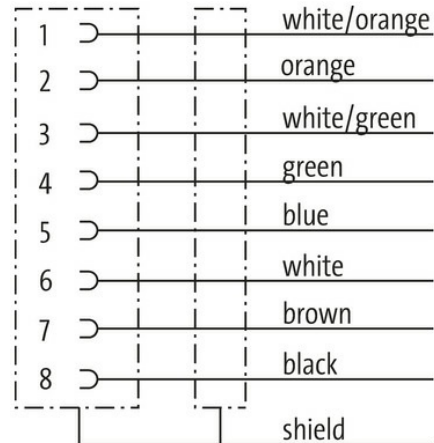 1 white/orange
2 orange
3 white/green
4 green
5 blue
6 white
7 brown
8 black
shield